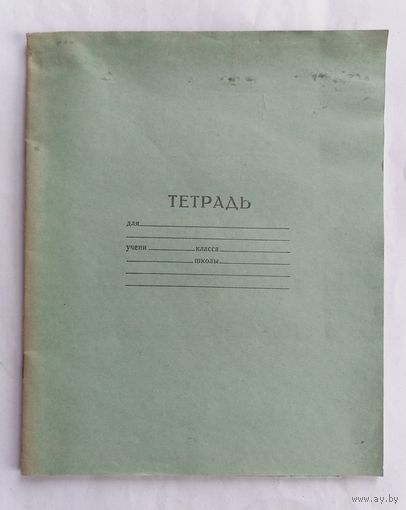 ТЕТРАДЬ
для
учени класса
школы
www.ay.by